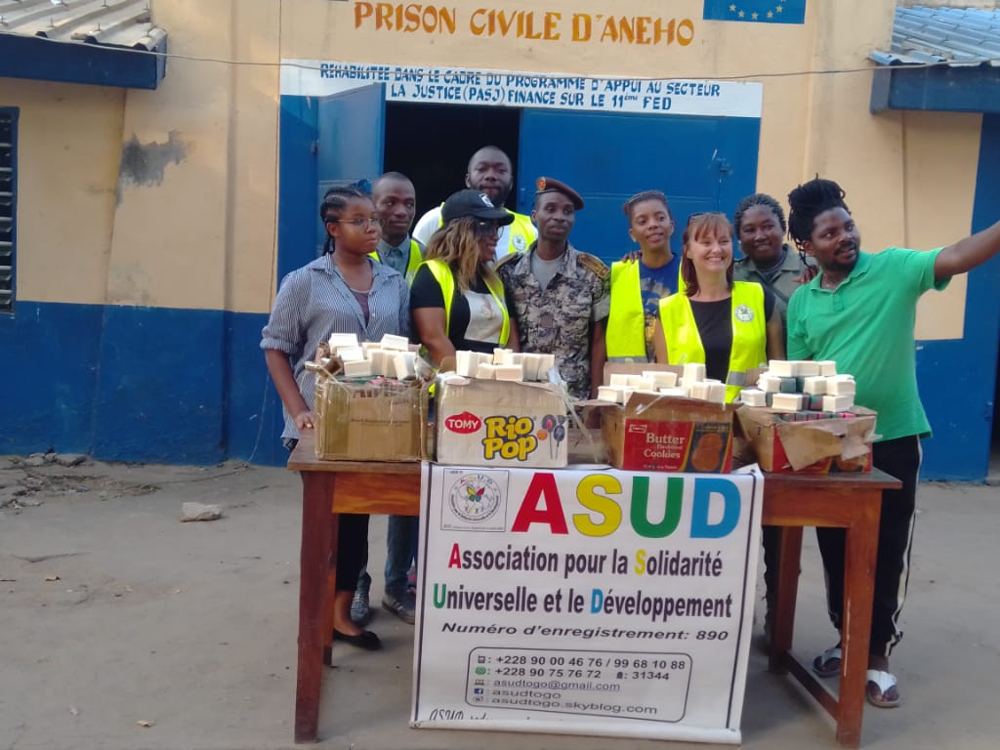 PRISON CIVILE D'ANEHO
REHABILITEE DANS LE CADRE DU PROGRAMME D'APPUI AU SECTEUR
LA JUSTICE (PASJ) FINANCE SUR LE 11ème FED
TOMY
Rio
Pop
Butter
Cookies
ASUD
ASUD
Association pour la Solidarité
Universelle et le Développement
Numéro d'enregistrement: 890
: +228 90 00 46 76 / 99 68 10 88
: +228 90 75 76 72 : 31344
: asudtogo@gmail.com
: asudtogo
: asudtogo.skyblog.com
ASUD